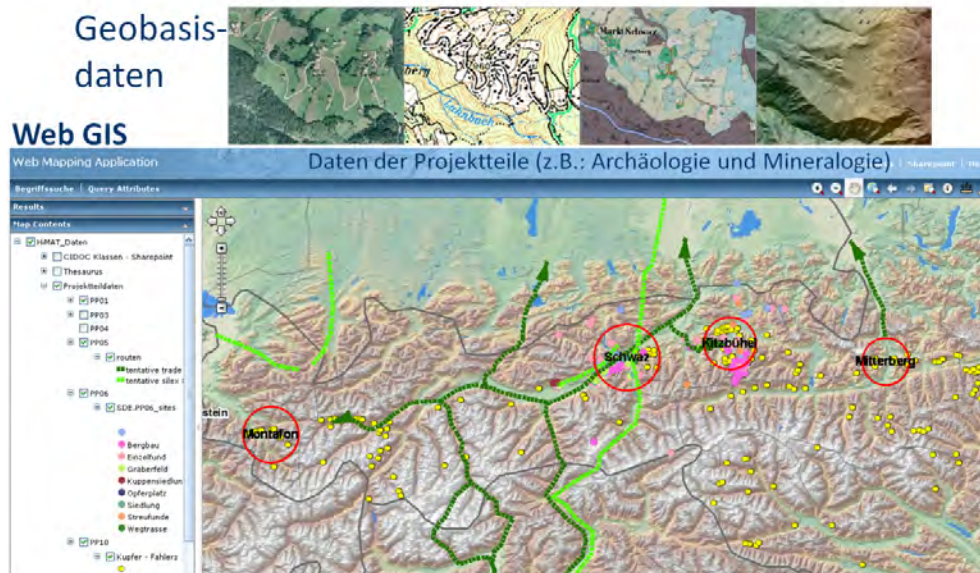 Geobasis-
daten
Markt Schwaz
Web GIS
Web Mapping Application
Daten der Projektteile (z.B.: Archäologie und Mineralogie)
Sharepoint
Begriffssuche | Query Attributes
Results
Map Contents
HiMAT_Daten
CIDOC Klassen - Sharepoint
Thesaurus
Projektteildaten
PP01
PP03
PP04
PP05
routen
tentative trade
tentative silex
PP06
SDE.PP06_sites
Bergbau
Einzelfund
Gräberfeld
Kuppensiedlun
Opferplatz
Siedlung
Streufunde
Wegtrasse
PP10
Kupfer - Fahlerz
stein
Montafon
Schwaz
Kitzbühel
Mitterberg